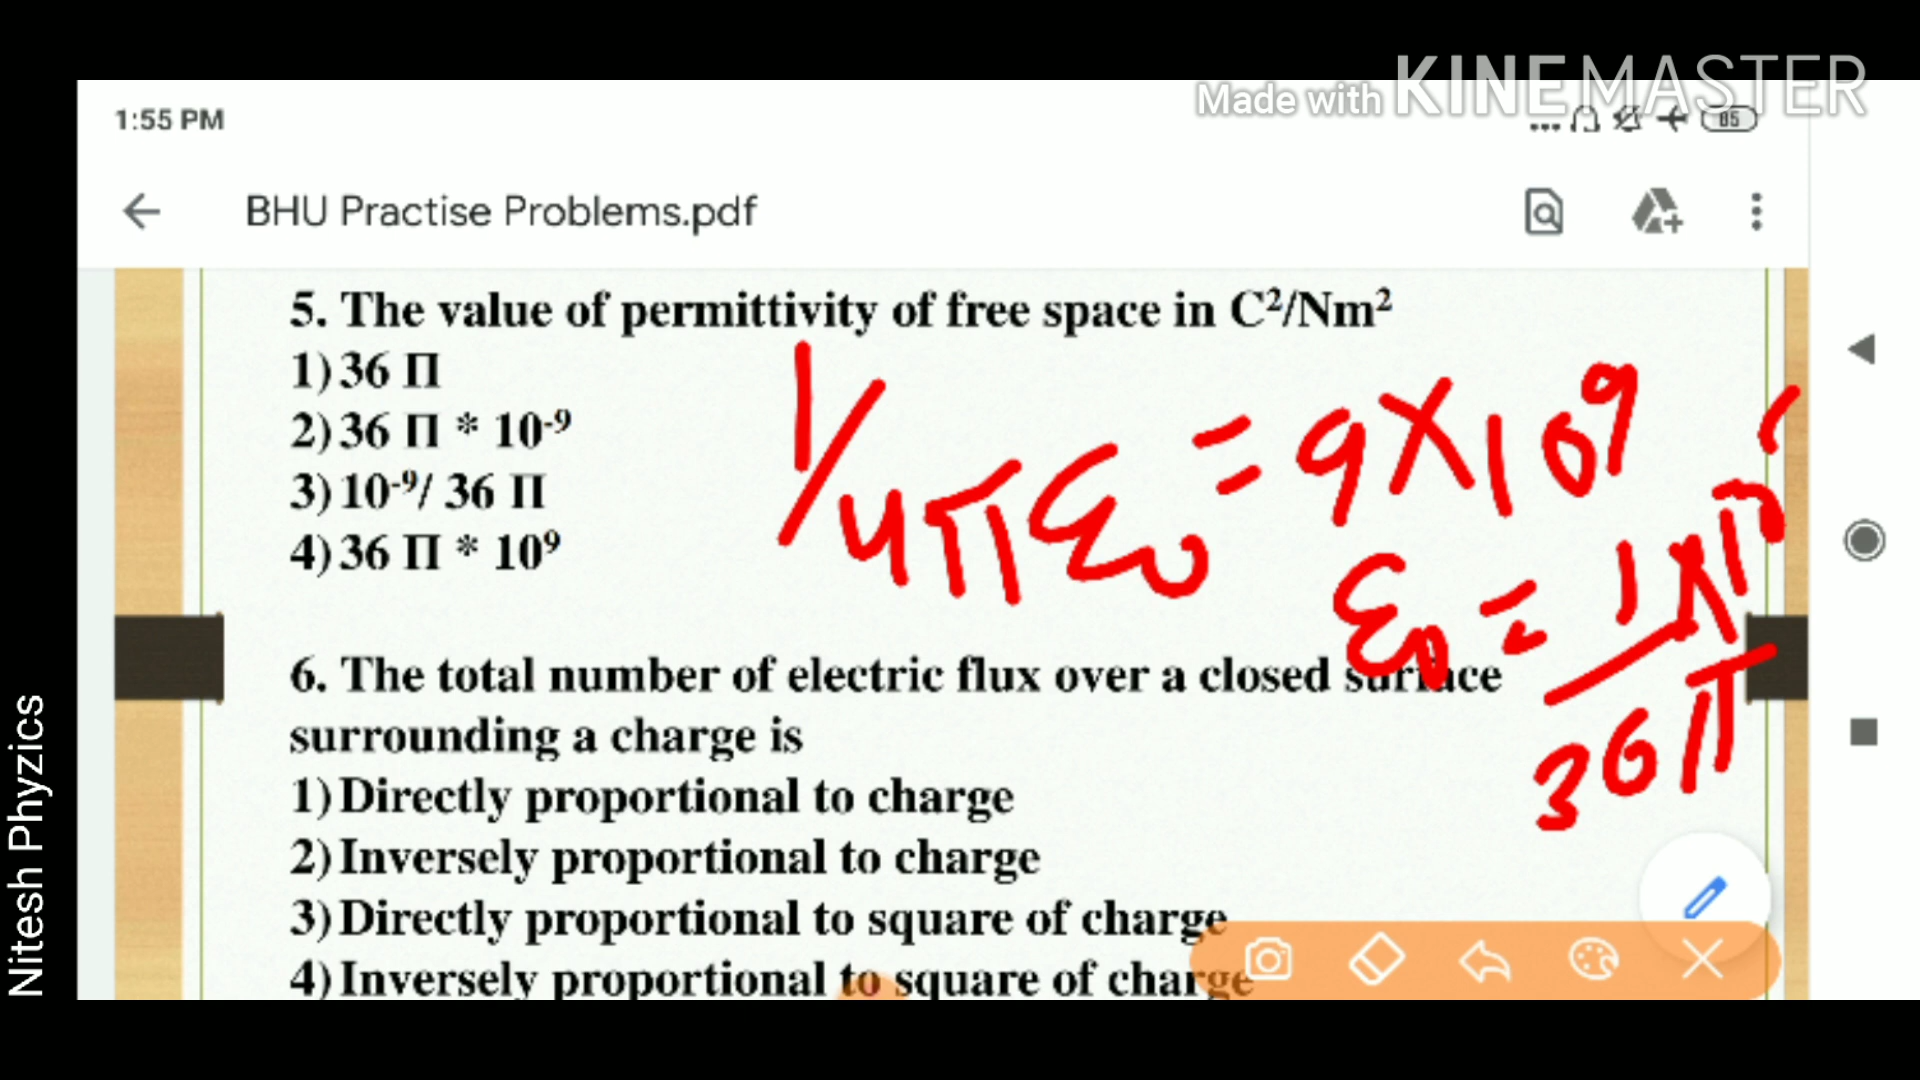 Made with KINEMASTER
1:55 PM
85
BHU Practise Problems.pdf
5. The value of permittivity of free space in C²/Nm²
1) 36 Π
2) 36 Π * 10⁻⁹
3) 10⁻⁹/ 36 Π
4) 36 Π * 10⁹
1/4πε₀ = 9×10⁹
ε₀ = 1×10
36π
6. The total number of electric flux over a closed surface
surrounding a charge is
1) Directly proportional to charge
2) Inversely proportional to charge
3) Directly proportional to square of charge
4) Inversely proportional to square of charge
Nitesh Phyzics